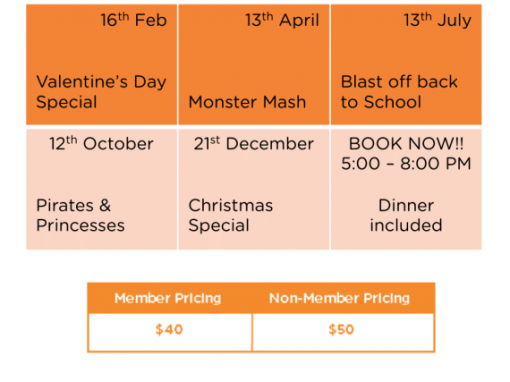 16th Feb
Valentine's Day
Special
13th April
Monster Mash
13th July
Blast off back
to School
12th October
Pirates &
Princesses
21st December
Christmas
Special
BOOK NOW!!
5:00 – 8:00 PM
Dinner
included
Member Pricing
Non-Member Pricing
$40
$50